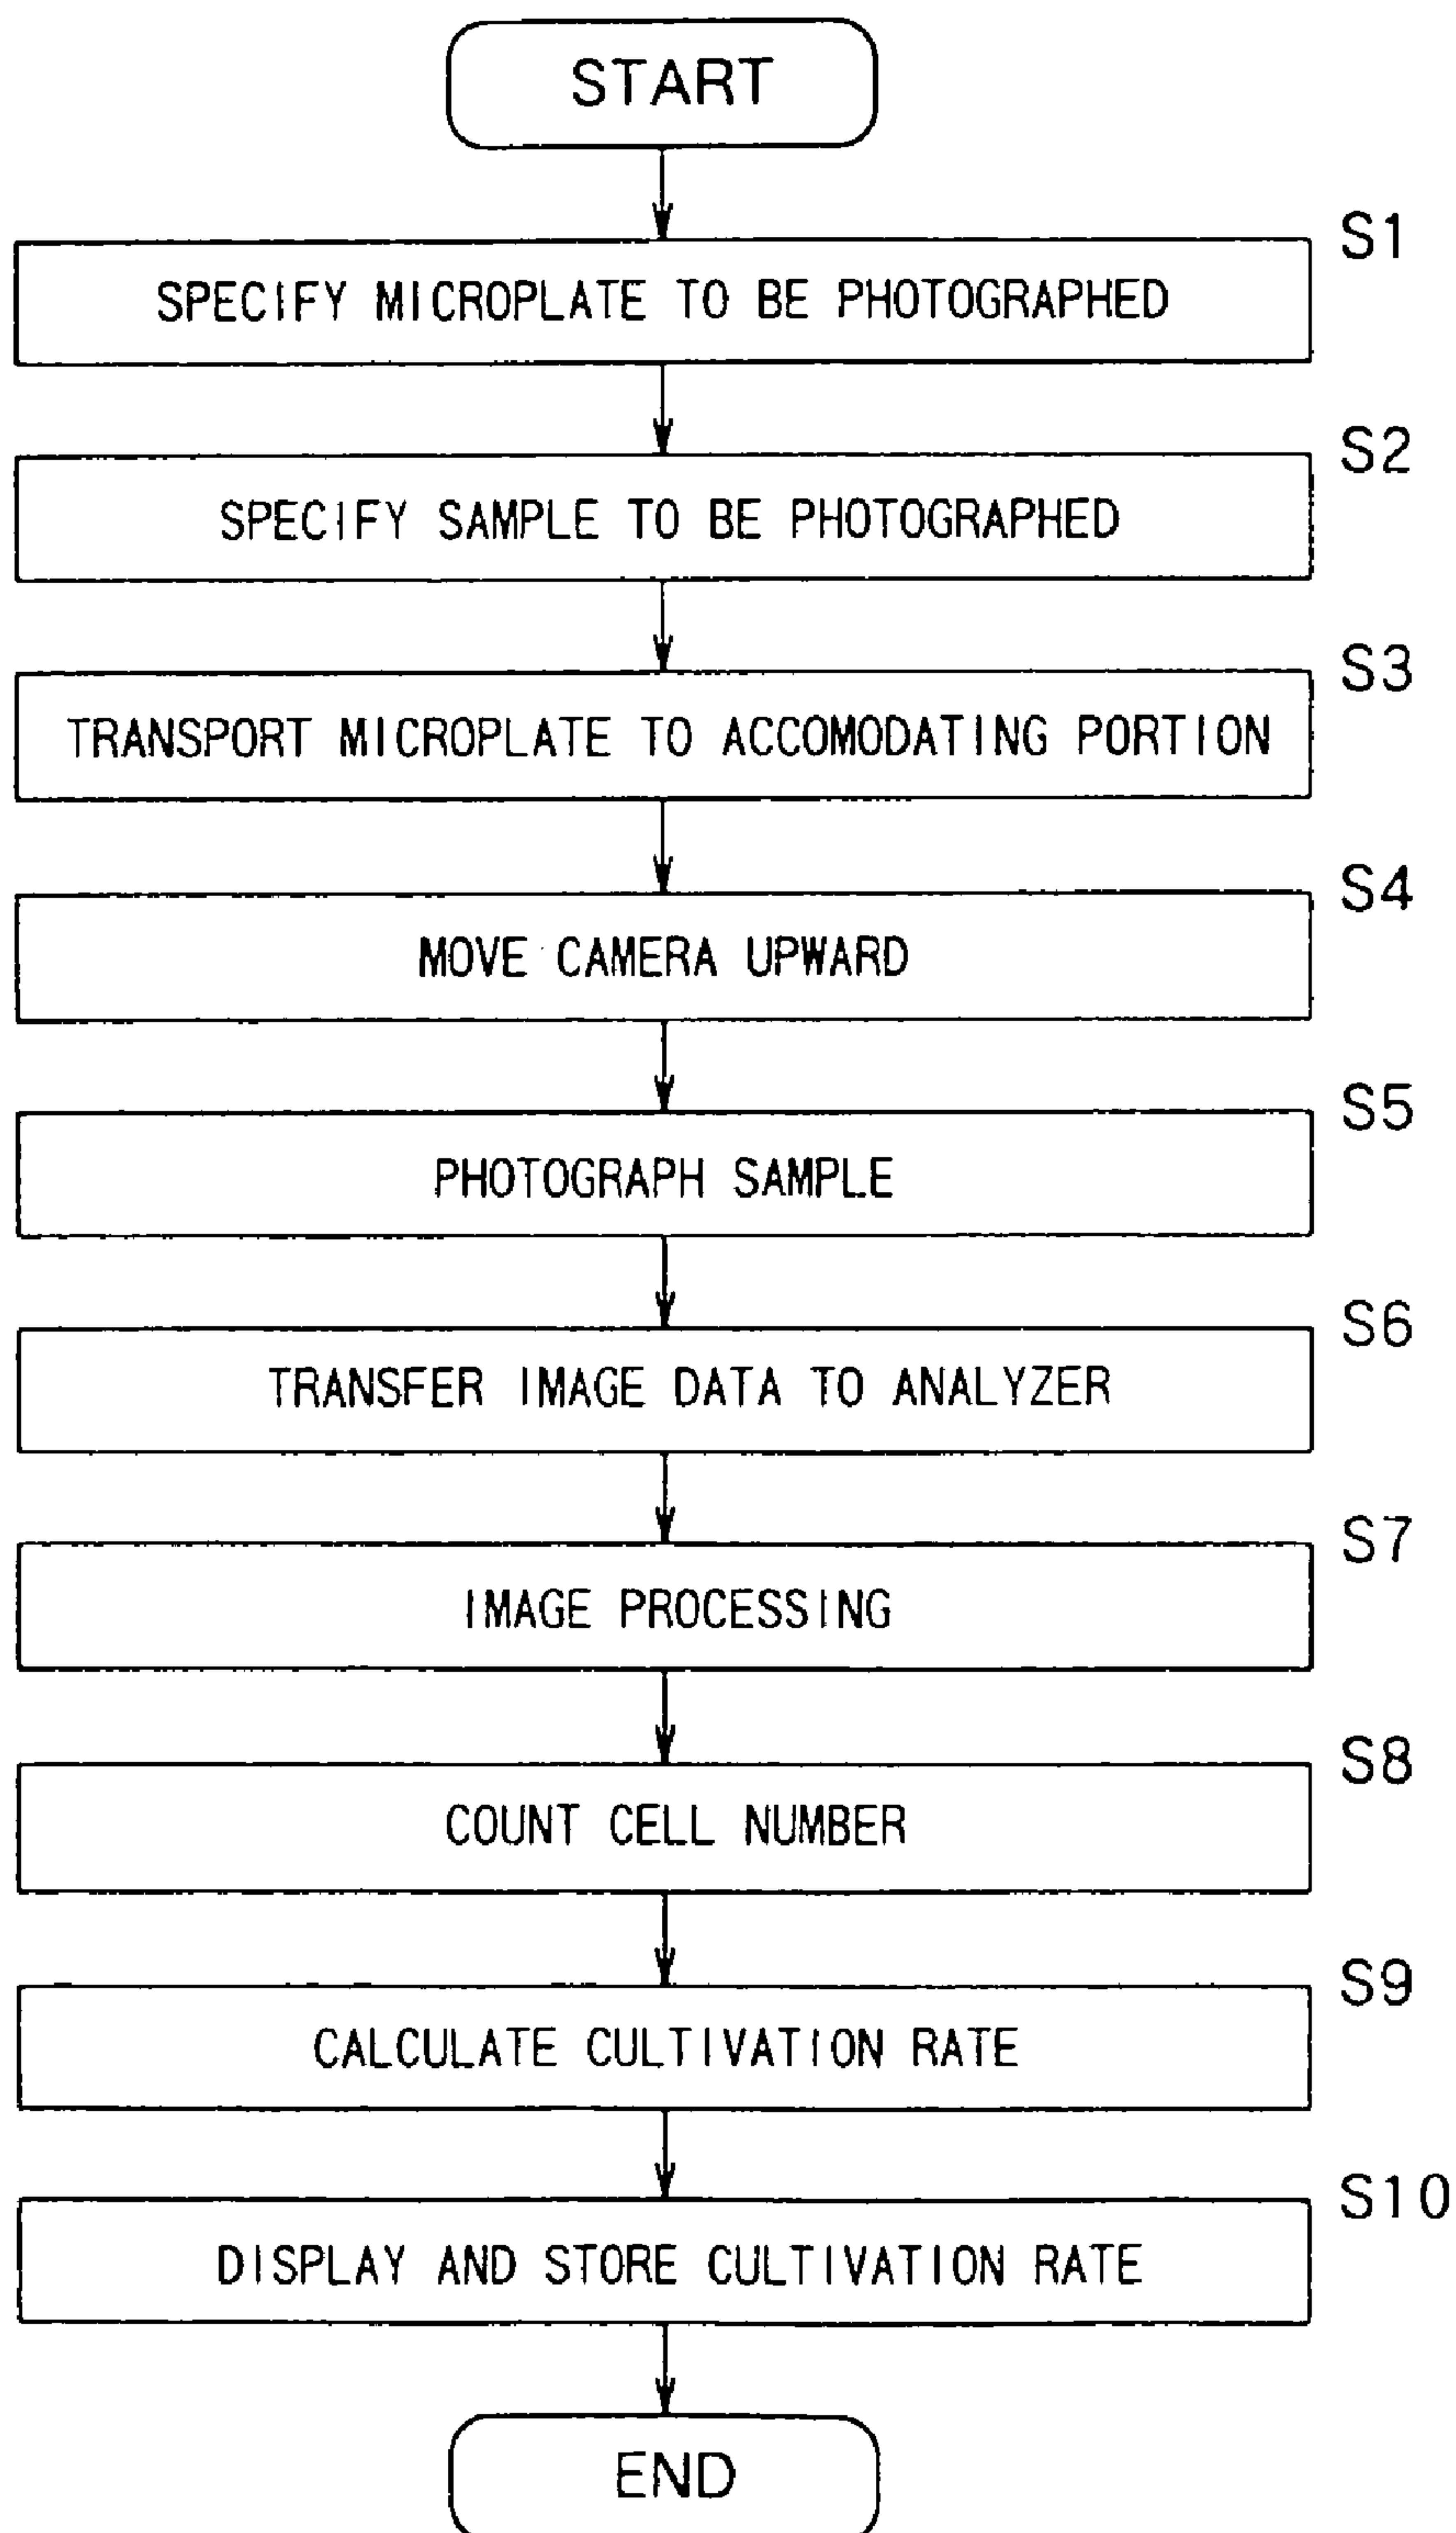 START
S1
SPECIFY MICROPLATE TO BE PHOTOGRAPHED
S2
SPECIFY SAMPLE TO BE PHOTOGRAPHED
S3
TRANSPORT MICROPLATE TO ACCOMODATING PORTION
S4
MOVE CAMERA UPWARD
S5
PHOTOGRAPH SAMPLE
S6
TRANSFER IMAGE DATA TO ANALYZER
S7
IMAGE PROCESSING
S8
COUNT CELL NUMBER
S9
CALCULATE CULTIVATION RATE
S10
DISPLAY AND STORE CULTIVATION RATE
END